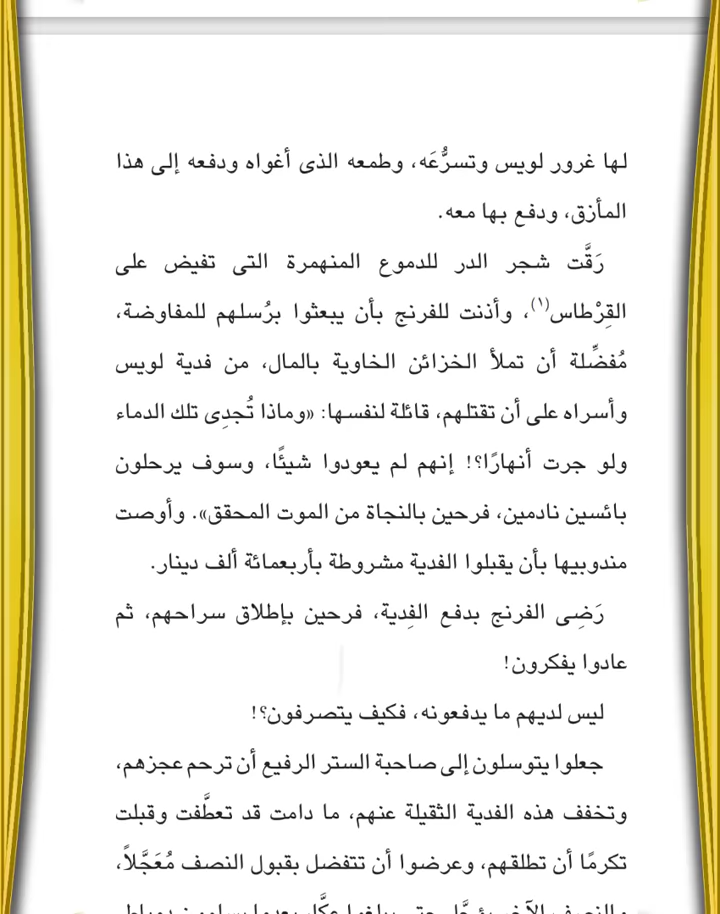 لها غرور لويس وتسرُّعَه، وطمعه الذى أغواه ودفعه إلى هذا
المأزق، ودفع بها معه.
رَقَّت شجر الدر للدموع المنهمرة التى تفيض على
القِرْطاس(١)، وأذنت للفرنج بأن يبعثوا برُسلهم للمفاوضة،
مُفضِّلة أن تملأ الخزائن الخاوية بالمال، من فدية لويس
وأسراه على أن تقتلهم، قائلة لنفسها: «وماذا تُجدِى تلك الدماء
ولو جرت أنهارًا؟! إنهم لم يعودوا شيئًا، وسوف يرحلون
بائسين نادمين، فرحين بالنجاة من الموت المحقق». وأوصت
مندوبيها بأن يقبلوا الفدية مشروطة بأربعمائة ألف دينار.
رَضِى الفرنج بدفع الفِدية، فرحين بإطلاق سراحهم، ثم
عادوا يفكرون!
ليس لديهم ما يدفعونه، فكيف يتصرفون؟!
جعلوا يتوسلون إلى صاحبة الستر الرفيع أن ترحم عجزهم،
وتخفف هذه الفدية الثقيلة عنهم، ما دامت قد تعطَّفت وقبلت
تكرمًا أن تطلقهم، وعرضوا أن تتفضل بقبول النصف مُعَجَّلاً،